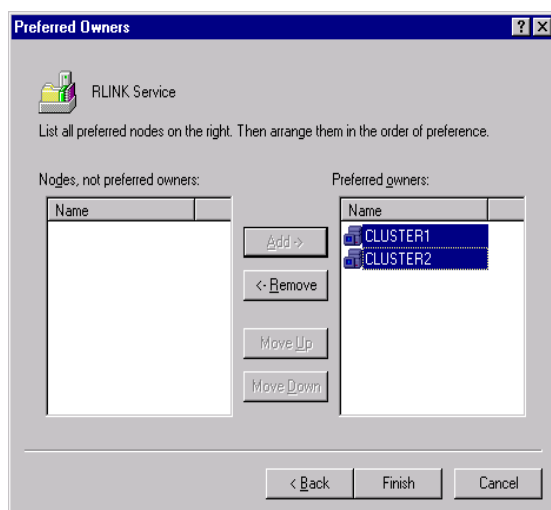 Preferred Owners
RLINK Service
List all preferred nodes on the right. Then arrange them in the order of preference.
Nodes, not preferred owners:
Preferred owners:
Name
Name
CLUSTER1
CLUSTER2
Add ->
<- Remove
Move Up
Move Down
< Back
Finish
Cancel